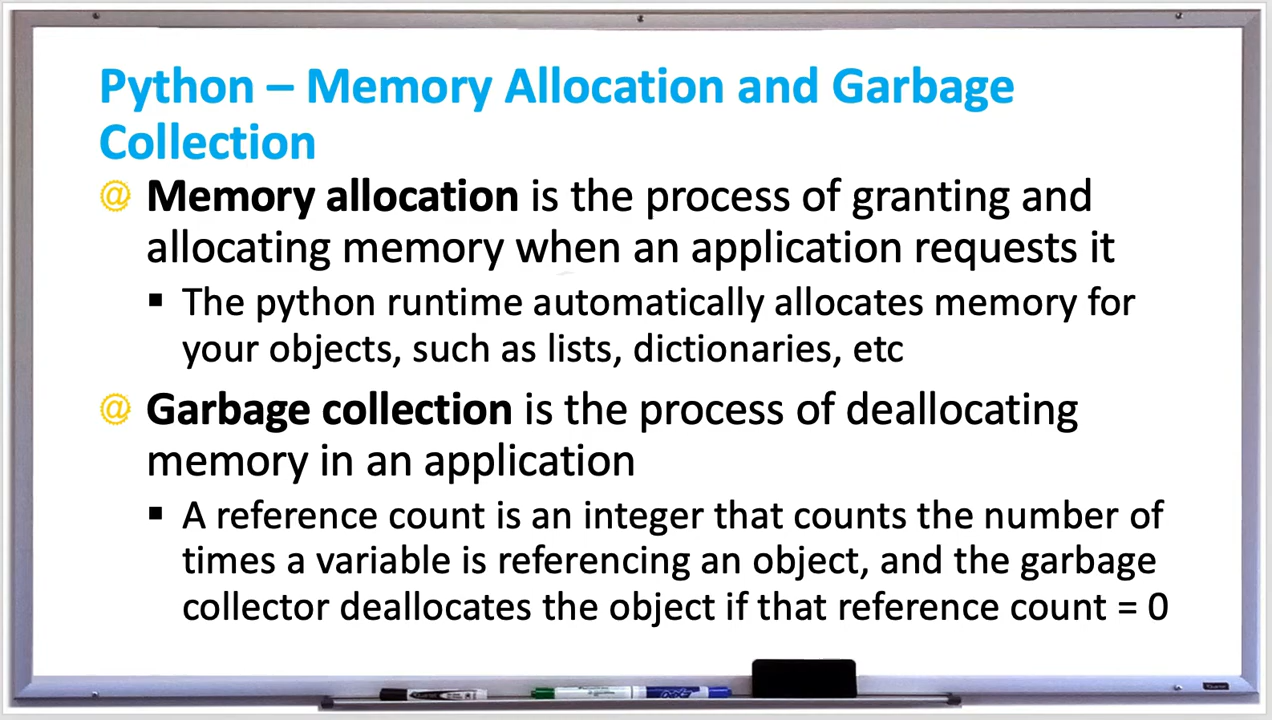 Python – Memory Allocation and Garbage
Collection
@ Memory allocation is the process of granting and
allocating memory when an application requests it
▪ The python runtime automatically allocates memory for
your objects, such as lists, dictionaries, etc
@ Garbage collection is the process of deallocating
memory in an application
▪ A reference count is an integer that counts the number of
times a variable is referencing an object, and the garbage
collector deallocates the object if that reference count = 0